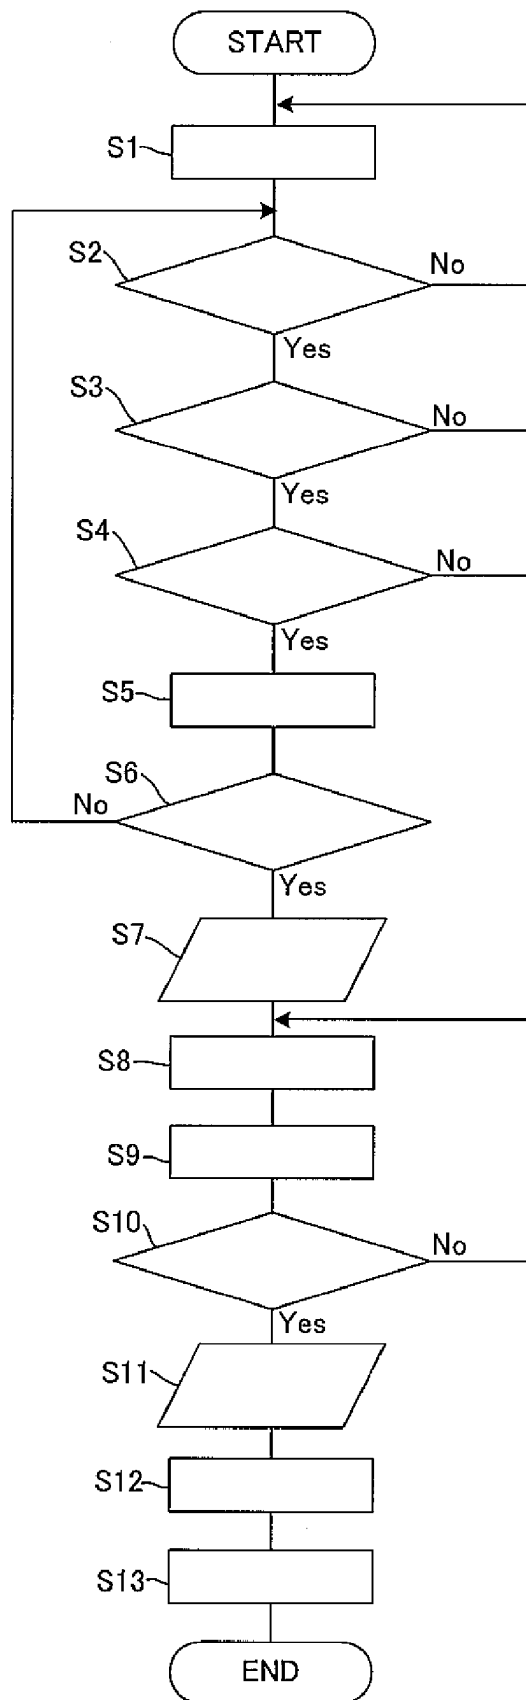 START
S1
S2
No
Yes
S3
No
Yes
S4
No
Yes
S5
S6
No
Yes
S7
S8
S9
S10
No
Yes
S11
S12
S13
END